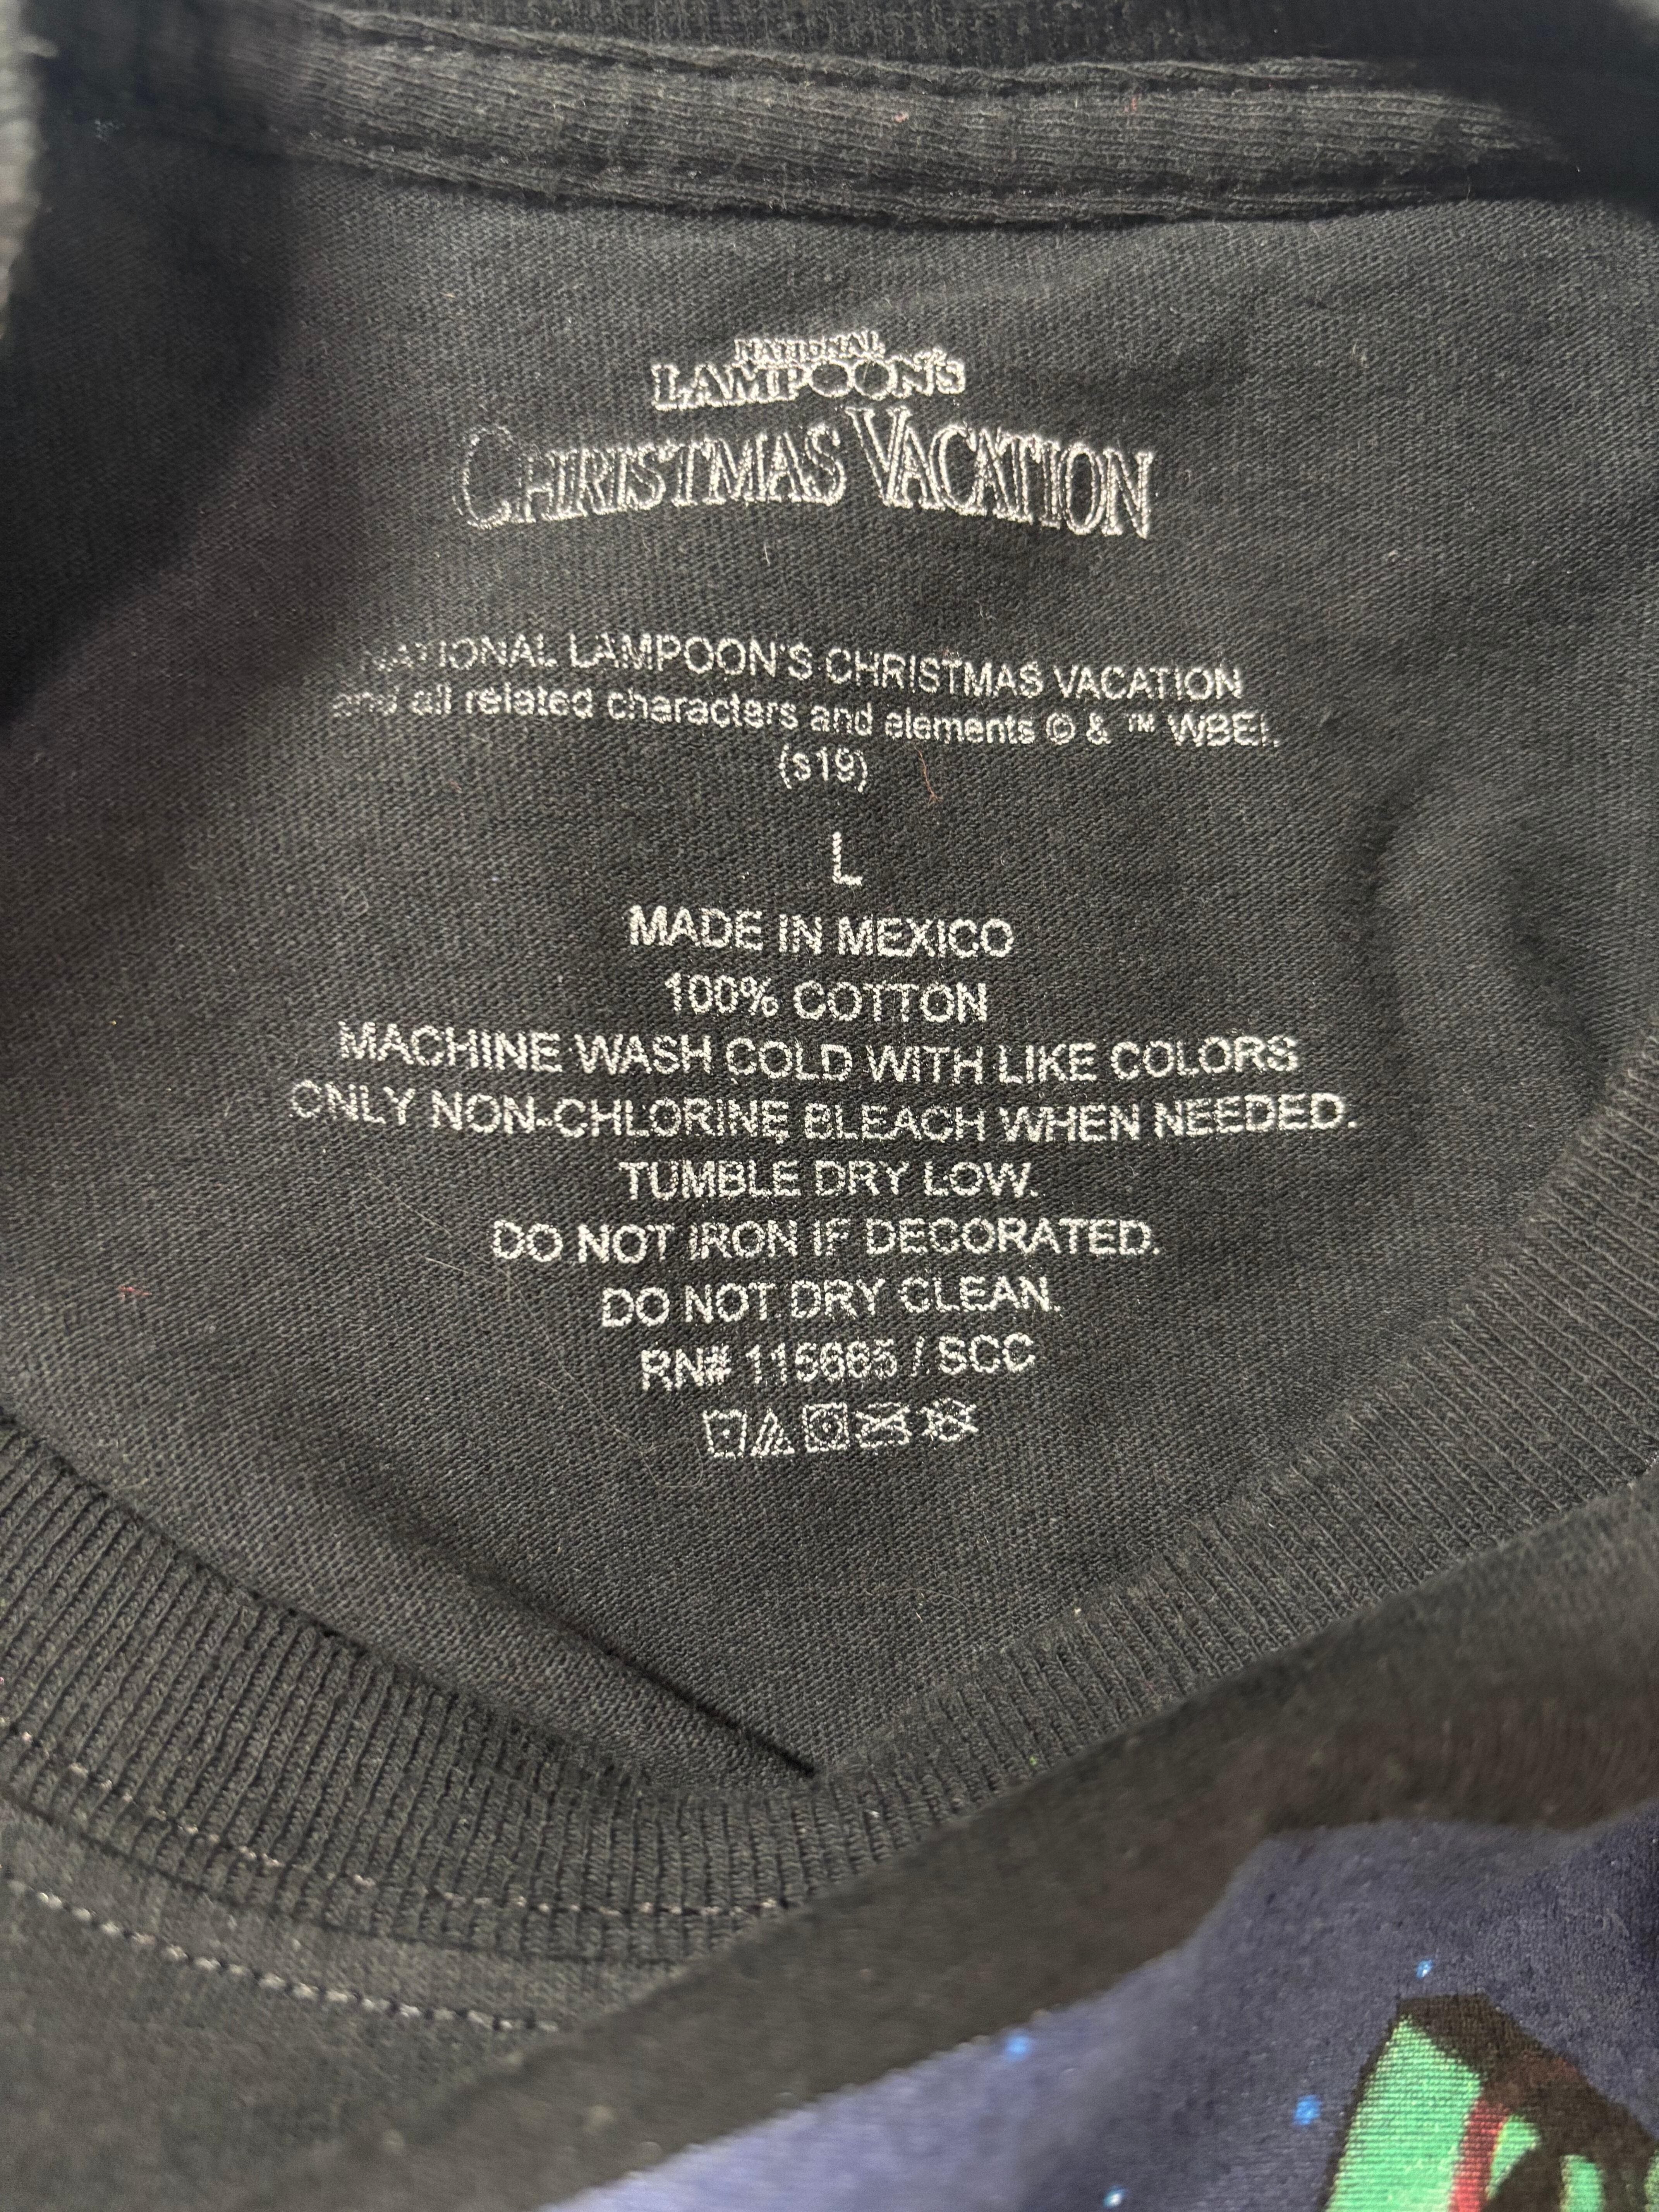 NATIONAL
LAMPOON'S
CHRISTMAS VACATION
NATIONAL LAMPOON'S CHRISTMAS VACATION
and all related characters and elements © & ™ WBEI.
(s19)
L
MADE IN MEXICO
100% COTTON
MACHINE WASH COLD WITH LIKE COLORS
ONLY NON-CHLORINE BLEACH WHEN NEEDED.
TUMBLE DRY LOW.
DO NOT IRON IF DECORATED.
DO NOT DRY CLEAN.
RN# 115665 / SCC